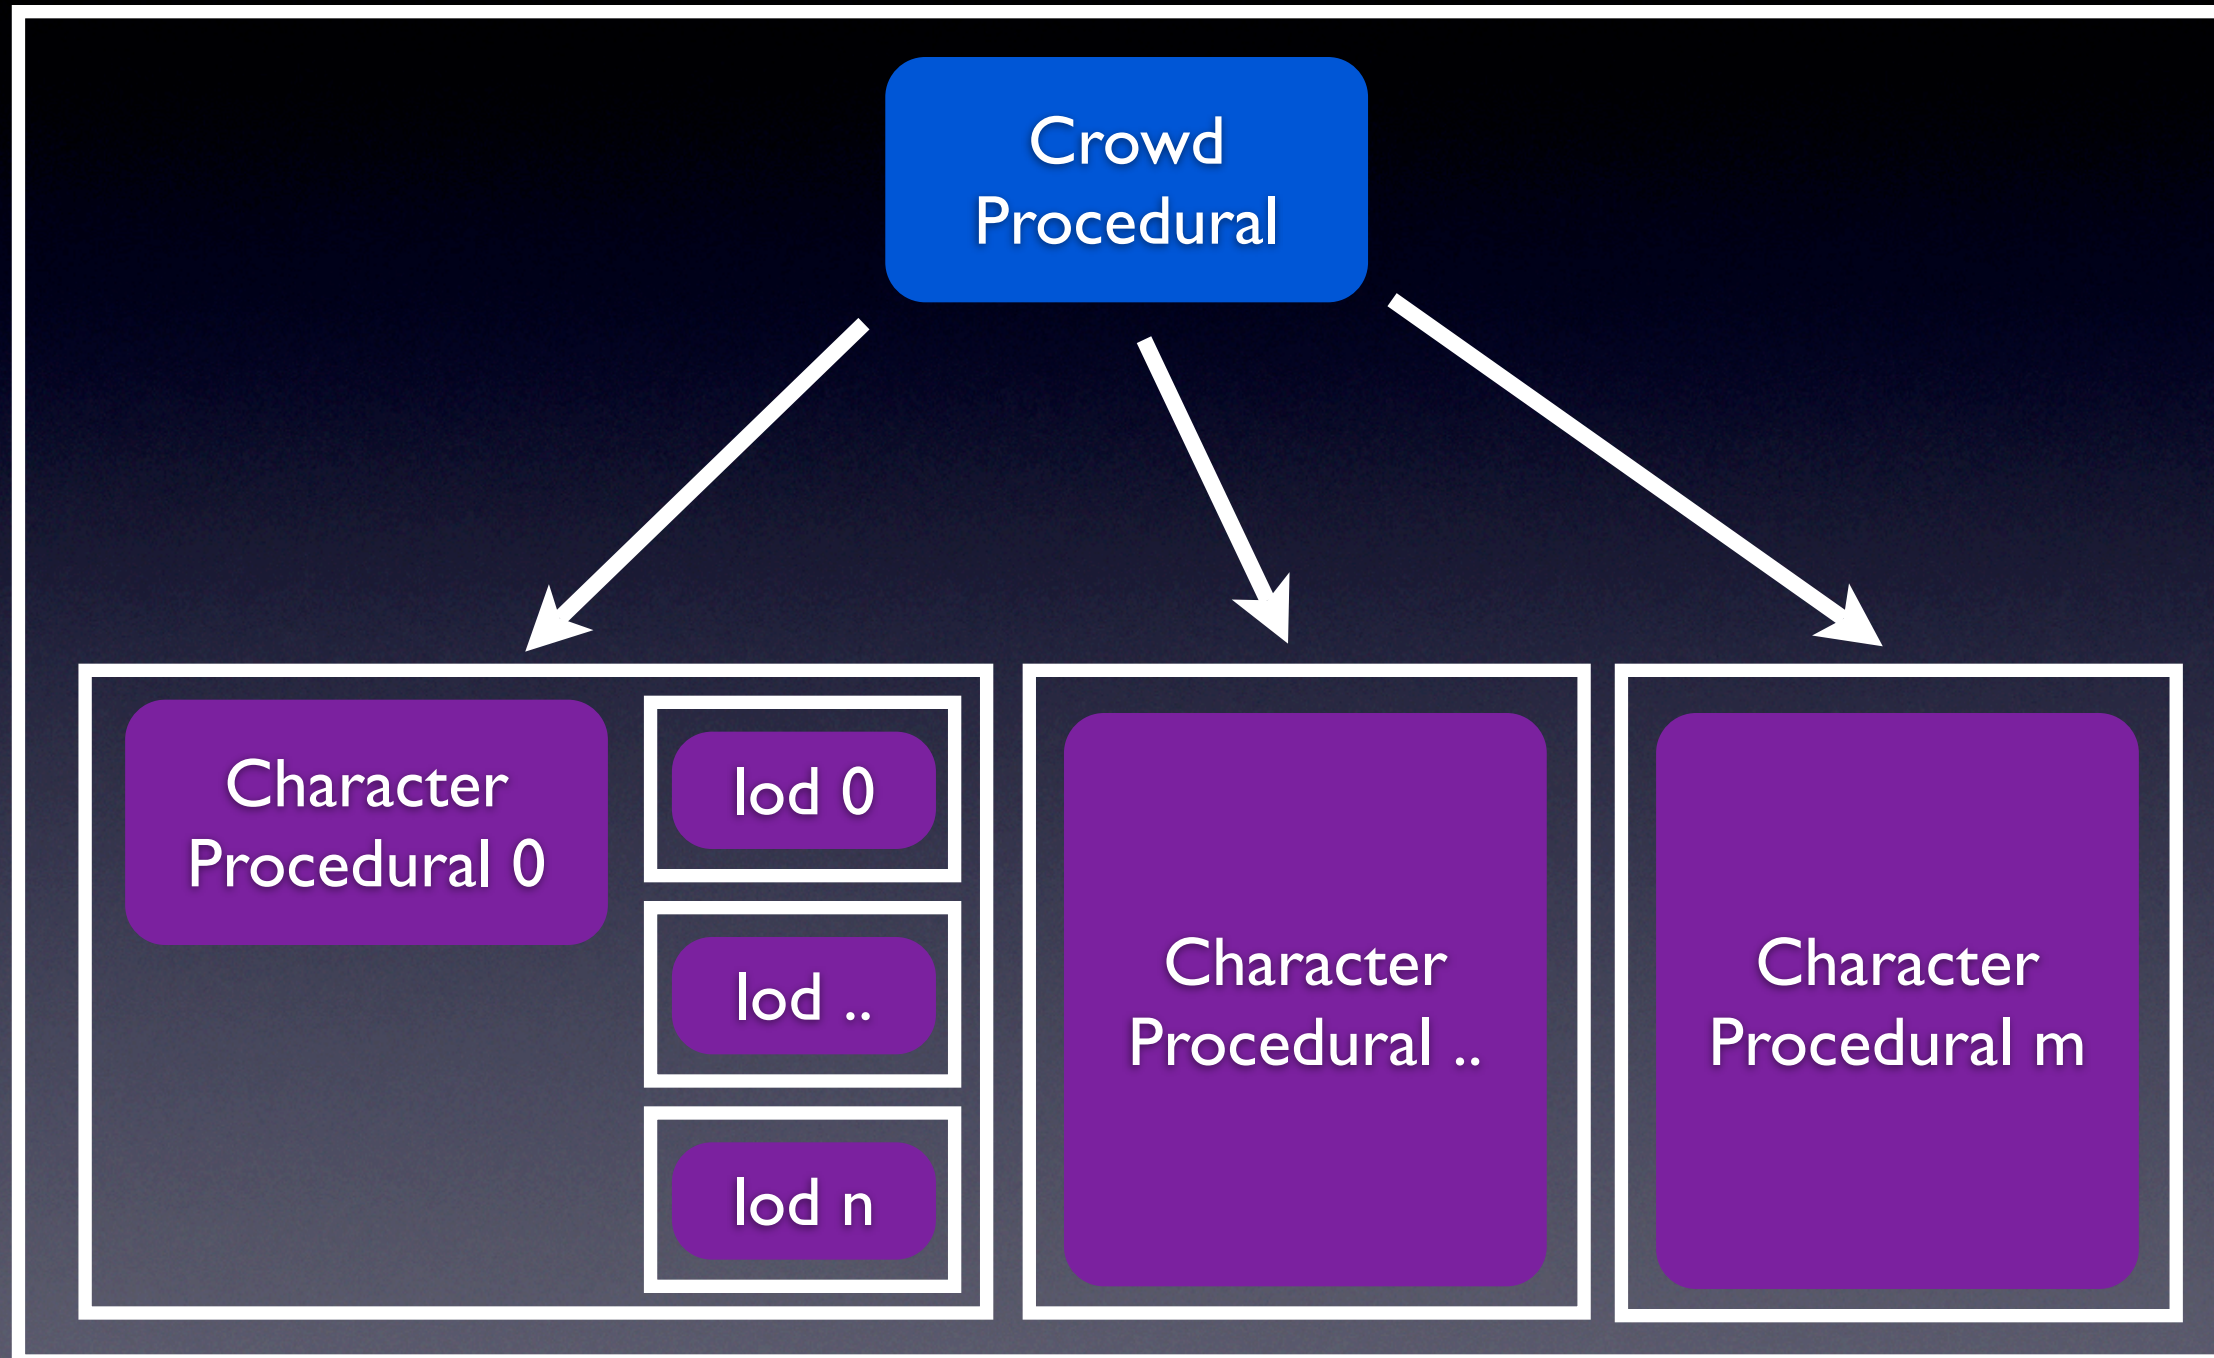 Crowd
Procedural
Character
Procedural 0
lod 0
lod ..
lod n
Character
Procedural ..
Character
Procedural m